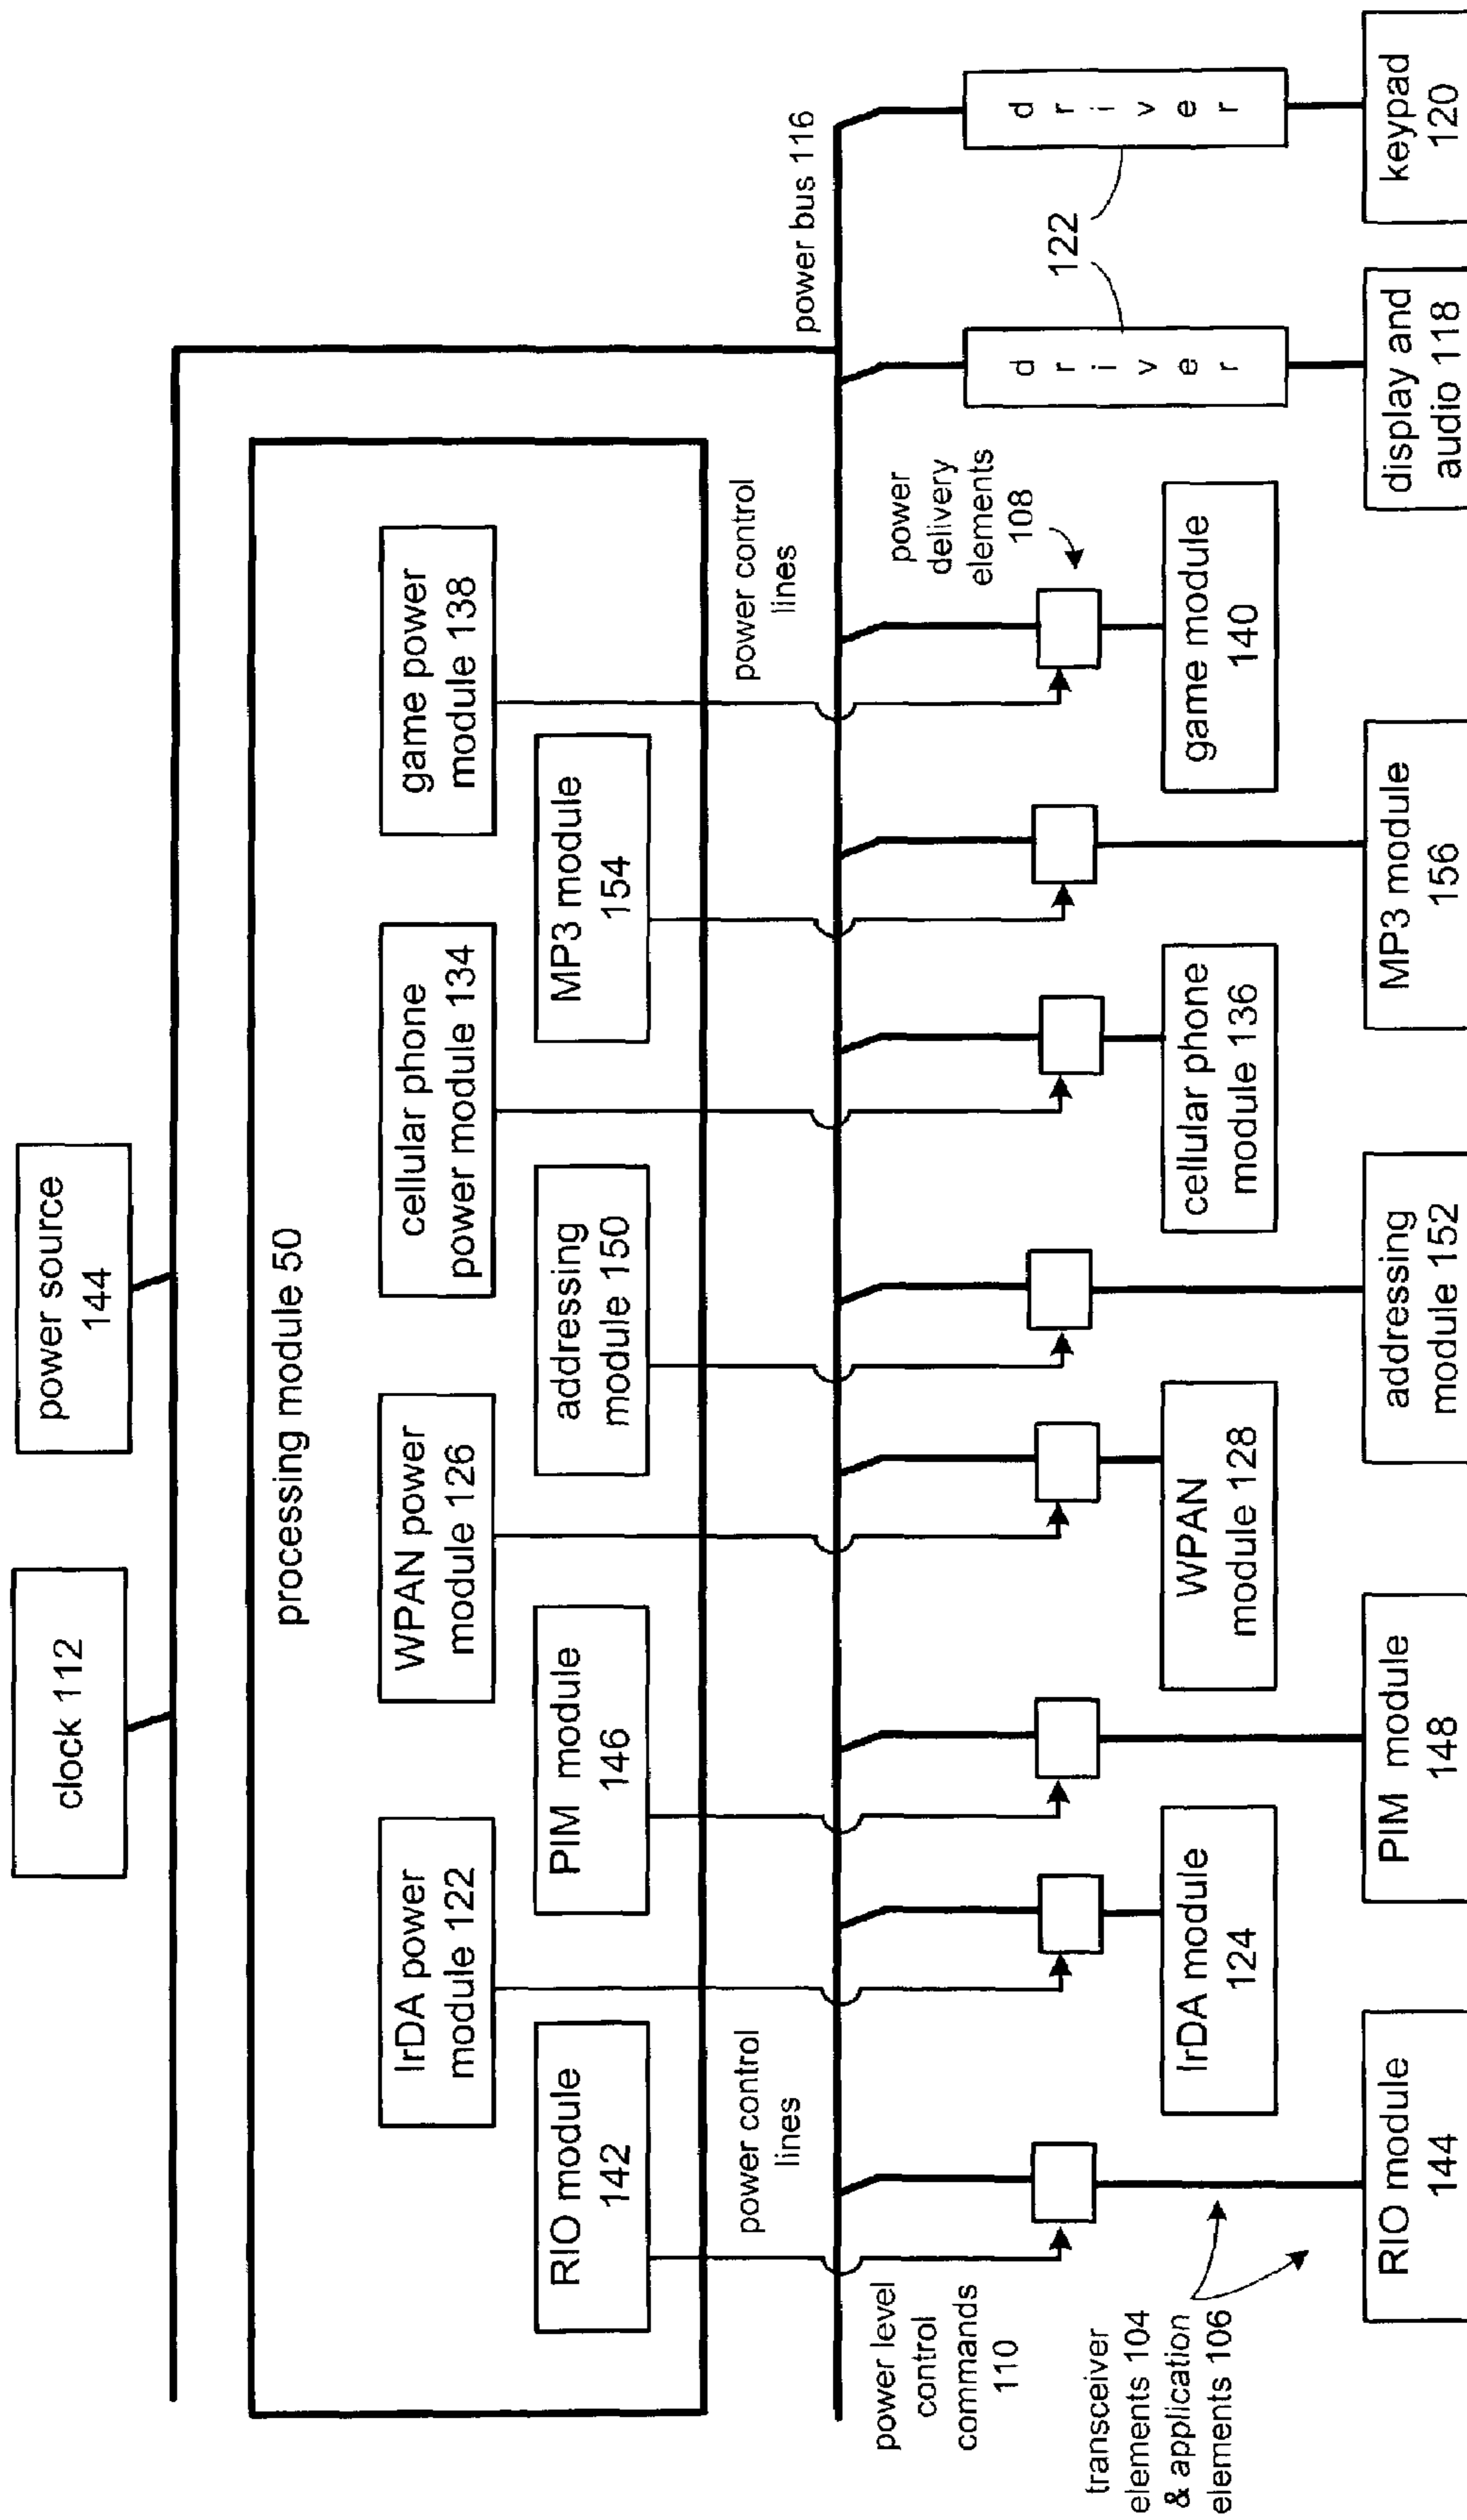 clock 112
power source
144
processing module 50
IrDA power
module 122
WPAN power
module 126
cellular phone
power module 134
game power
module 138
RIO module
142
PIM module
146
addressing
module 150
MP3 module
154
power control
lines
power control
lines
power bus 116
power level
control
commands
110
power
delivery
elements
108
driver
driver
122
transceiver
elements 104
& application
elements 106
IrDA module
124
WPAN
module 128
cellular phone
module 136
game module
140
RIO module
144
PIM module
148
addressing
module 152
MP3 module
156
display and
audio 118
keypad
120